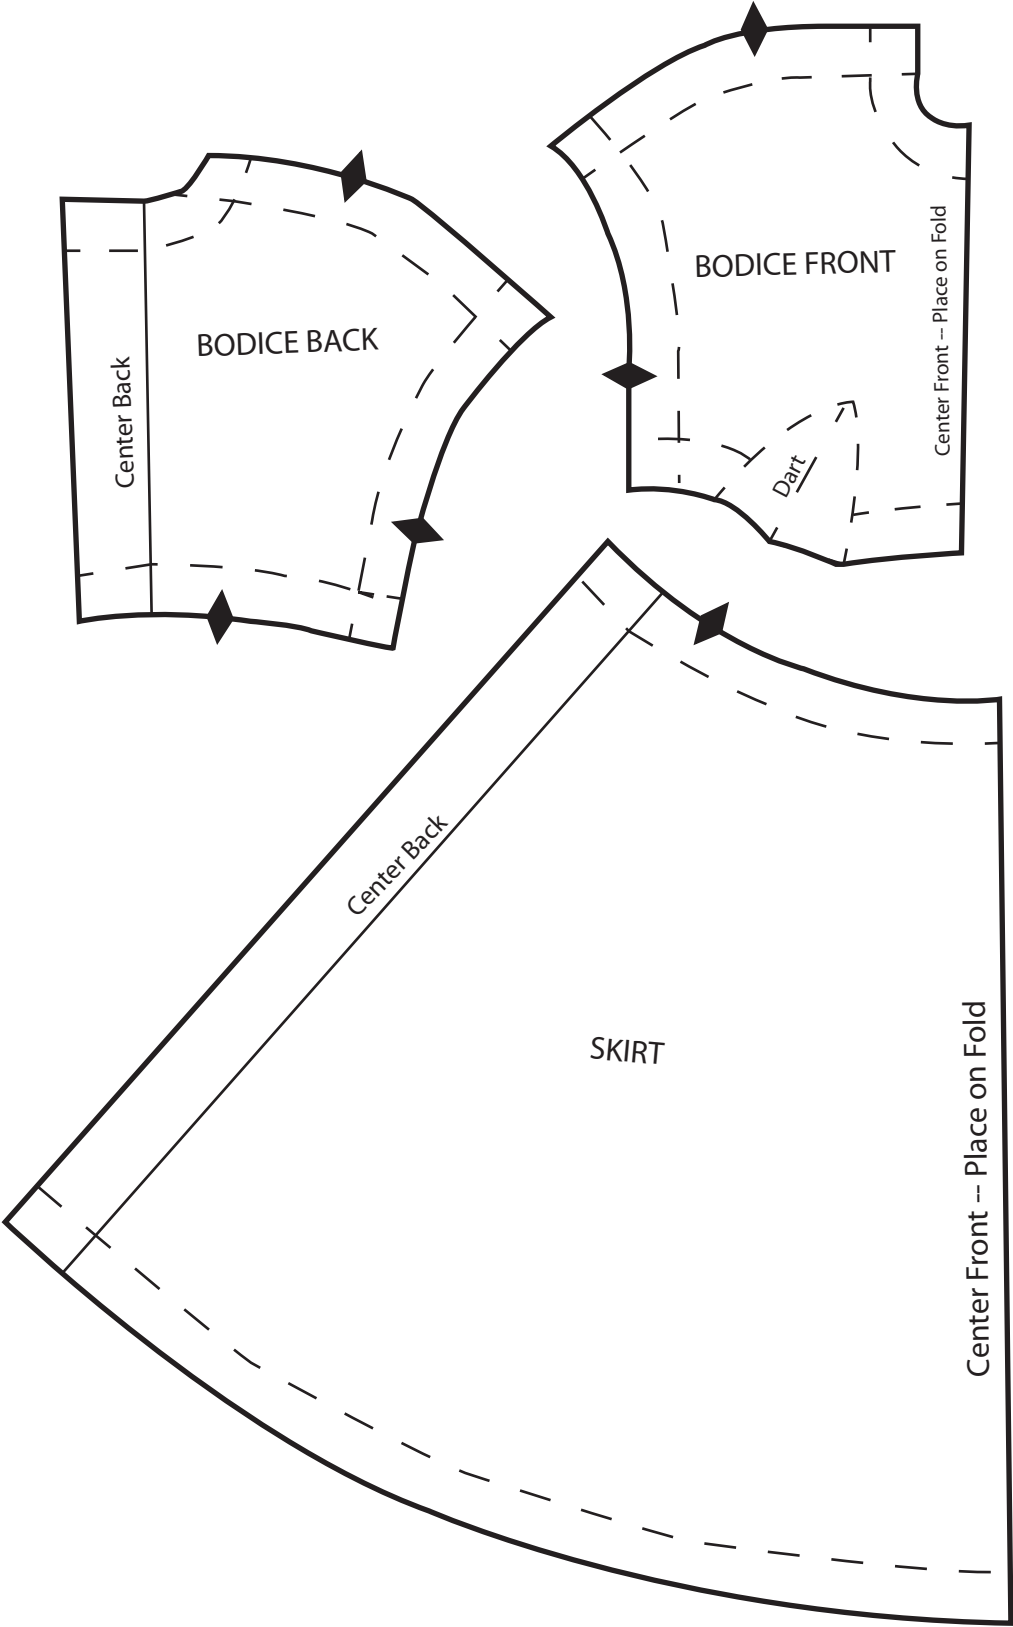 BODICE FRONT
Center Front -- Place on Fold
Dart
BODICE BACK
Center Back
Center Back
SKIRT
Center Front -- Place on Fold